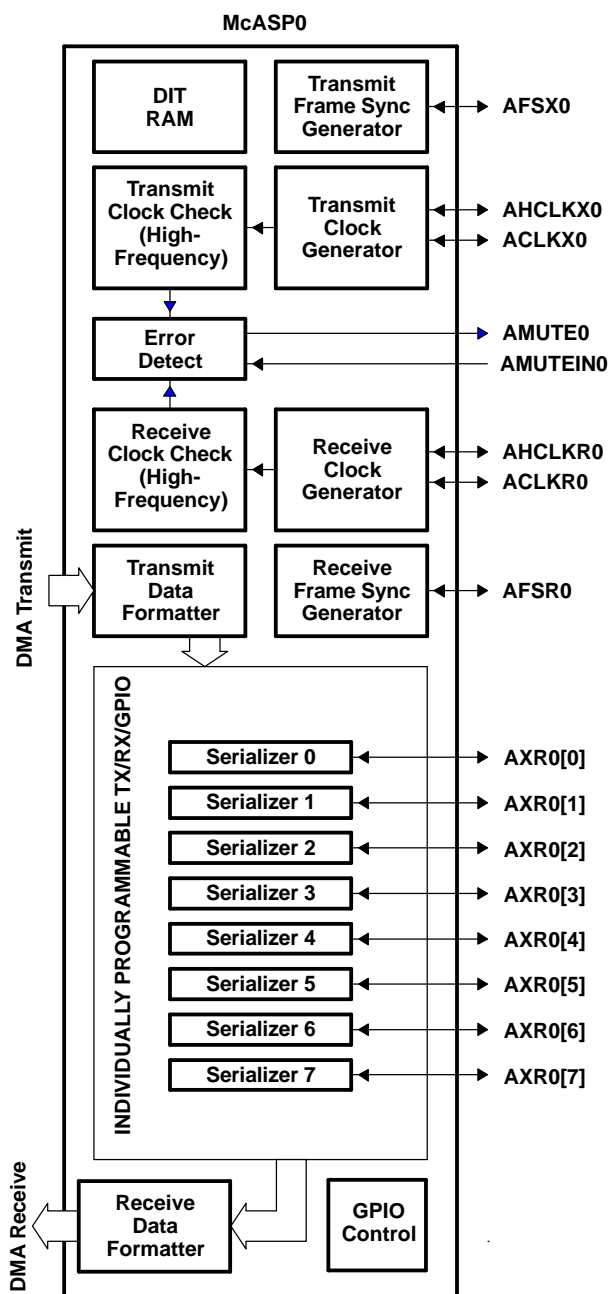 McASP0
DIT
RAM
Transmit
Frame Sync
Generator
AFSX0
Transmit
Clock Check
(High-
Frequency)
Transmit
Clock
Generator
AHCLKX0
ACLKX0
Error
Detect
AMUTE0
AMUTEIN0
Receive
Clock Check
(High-
Frequency)
Receive
Clock
Generator
AHCLKR0
ACLKR0
DMA Transmit
Transmit
Data
Formatter
Receive
Frame Sync
Generator
AFSR0
INDIVIDUALLY PROGRAMMABLE TX/RX/GPIO
Serializer 0
AXR0[0]
Serializer 1
AXR0[1]
Serializer 2
AXR0[2]
Serializer 3
AXR0[3]
Serializer 4
AXR0[4]
Serializer 5
AXR0[5]
Serializer 6
AXR0[6]
Serializer 7
AXR0[7]
DMA Receive
Receive
Data
Formatter
GPIO
Control